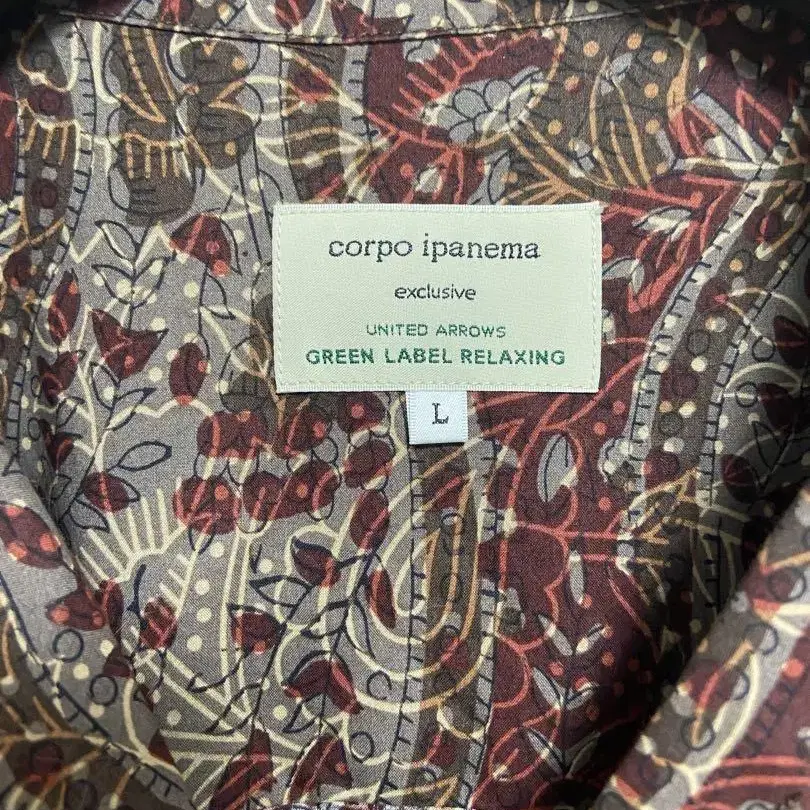 corpo ipanema
exclusive
UNITED ARROWS
GREEN LABEL RELAXING
L